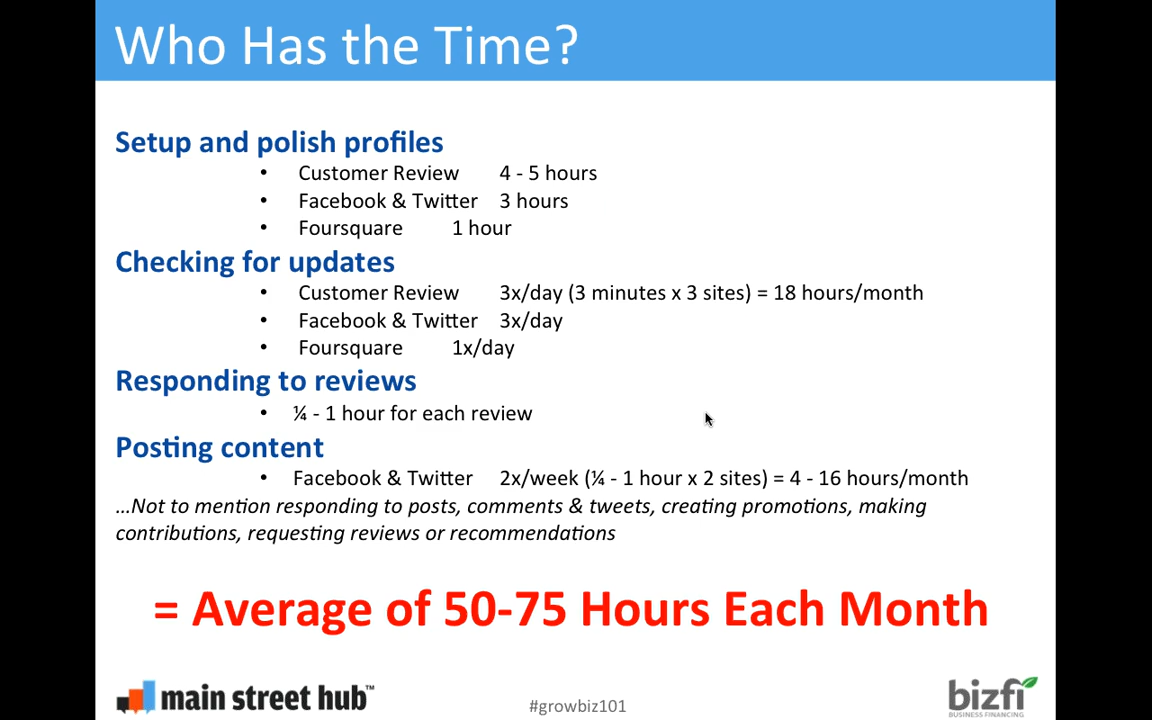 Who Has the Time?
Setup and polish profiles
• Customer Review 4 - 5 hours
• Facebook & Twitter 3 hours
• Foursquare 1 hour
Checking for updates
• Customer Review 3x/day (3 minutes x 3 sites) = 18 hours/month
• Facebook & Twitter 3x/day
• Foursquare 1x/day
Responding to reviews
• ¼ - 1 hour for each review
Posting content
• Facebook & Twitter 2x/week (¼ - 1 hour x 2 sites) = 4 - 16 hours/month
…Not to mention responding to posts, comments & tweets, creating promotions, making
contributions, requesting reviews or recommendations
= Average of 50-75 Hours Each Month
main street hub™
#growbiz101
bizfi
BUSINESS FINANCING